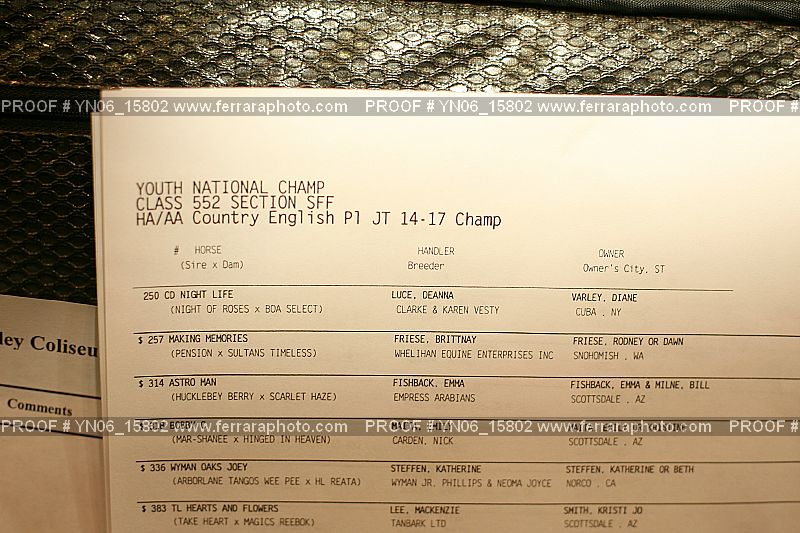 PROOF # YN06_15802 www.ferraraphoto.com PROOF # YN06_15802 www.ferraraphoto.com
YOUTH NATIONAL CHAMP
CLASS 552 SECTION SFF
HA/AA Country English Pl JT 14-17 Champ
# HORSE HANDLER OWNER
(Sire x Dam) Breeder Owner's City, ST
250 CD NIGHT LIFE LUCE, DEANNA VARLEY, DIANE
(NIGHT OF ROSES x BDA SELECT) CLARKE & KAREN VESTY CUBA , NY
$ 257 MAKING MEMORIES FRIESE, BRITTNAY FRIESE, RODNEY OR DAWN
(PENSION x SULTANS TIMELESS) WHELIHAN EQUINE ENTERPRISES INC SNOHOMISH , WA
ley Coliseu
$ 314 ASTRO MAN FISHBACK, EMMA FISHBACK, EMMA & MILNE, BILL
(HUCKLEBEY BERRY x SCARLET HAZE) EMPRESS ARABIANS SCOTTSDALE , AZ
Comments
PROOF # YN06_15802 www.ferraraphoto.com PROOF # YN06_15802 www.ferraraphoto.com
(MAR-SHANEE x HINGED IN HEAVEN) CARDEN, NICK SCOTTSDALE , AZ
$ 336 WYMAN OAKS JOEY STEFFEN, KATHERINE STEFFEN, KATHERINE OR BETH
(ARBORLANE TANGOS WEE PEE x HL REATA) WYMAN JR, PHILLIPS & NEOMA JOYCE NORCO , CA
$ 383 TL HEARTS AND FLOWERS LEE, MACKENZIE SMITH, KRISTI JO
(TAKE HEART x MAGICS REEBOK) TANBARK LTD SCOTTSDALE , AZ